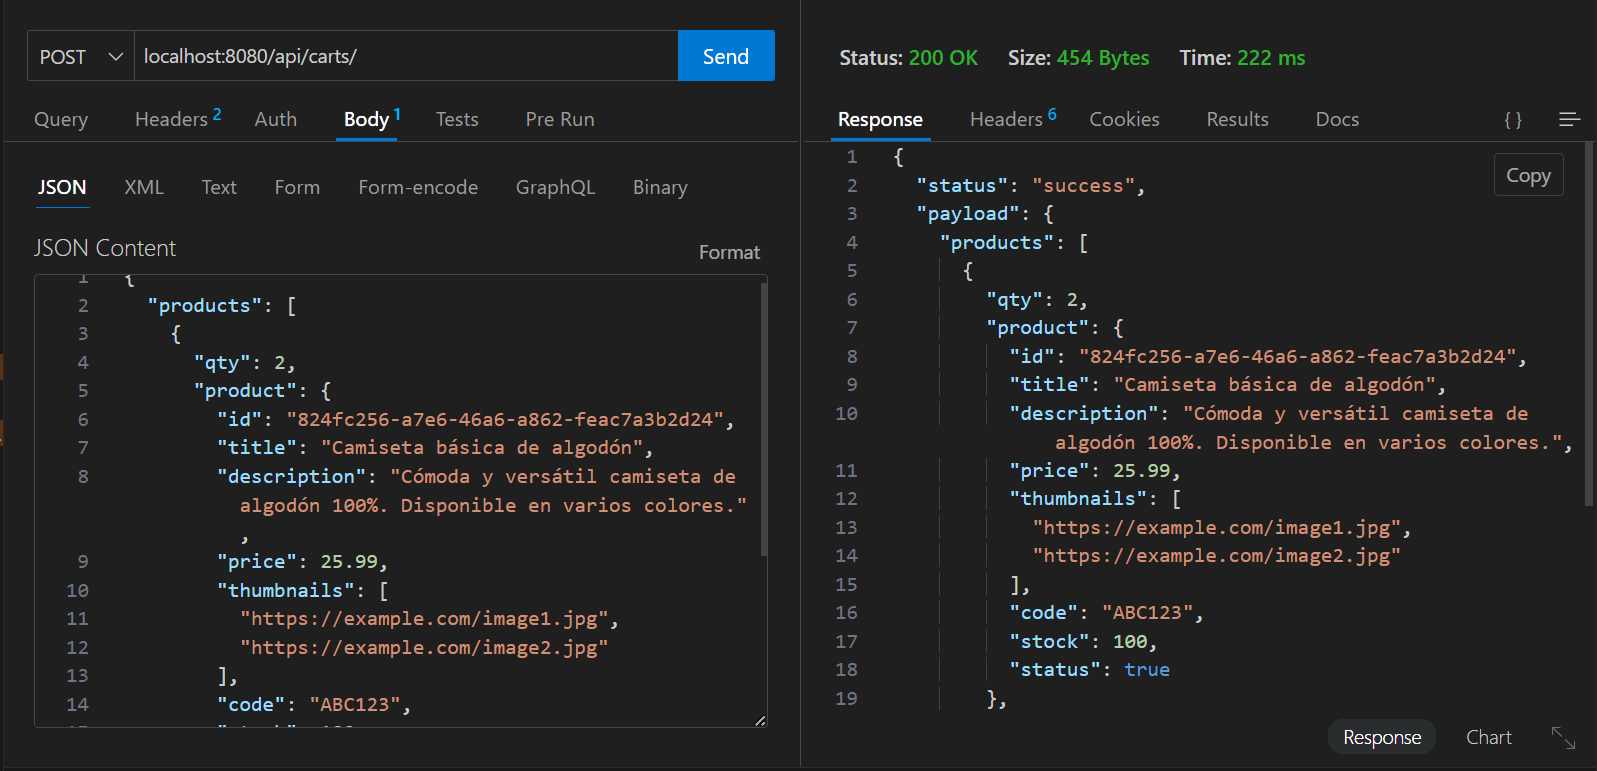 POST localhost:8080/api/carts/ Send
Query Headers 2 Auth Body 1 Tests Pre Run
JSON XML Text Form Form-encode GraphQL Binary
JSON Content Format
1 {
2 "products": [
3 {
4 "qty": 2,
5 "product": {
6 "id": "824fc256-a7e6-46a6-a862-feac7a3b2d24",
7 "title": "Camiseta básica de algodón",
8 "description": "Cómoda y versátil camiseta de
algodón 100%. Disponible en varios colores."
,
9 "price": 25.99,
10 "thumbnails": [
11 "https://example.com/image1.jpg",
12 "https://example.com/image2.jpg"
13 ],
14 "code": "ABC123",
Status: 200 OK Size: 454 Bytes Time: 222 ms
Response Headers 6 Cookies Results Docs { }
Copy
1 {
2 "status": "success",
3 "payload": {
4 "products": [
5 {
6 "qty": 2,
7 "product": {
8 "id": "824fc256-a7e6-46a6-a862-feac7a3b2d24",
9 "title": "Camiseta básica de algodón",
10 "description": "Cómoda y versátil camiseta de
algodón 100%. Disponible en varios colores.",
11 "price": 25.99,
12 "thumbnails": [
13 "https://example.com/image1.jpg",
14 "https://example.com/image2.jpg"
15 ],
16 "code": "ABC123",
17 "stock": 100,
18 "status": true
19 },
Response Chart